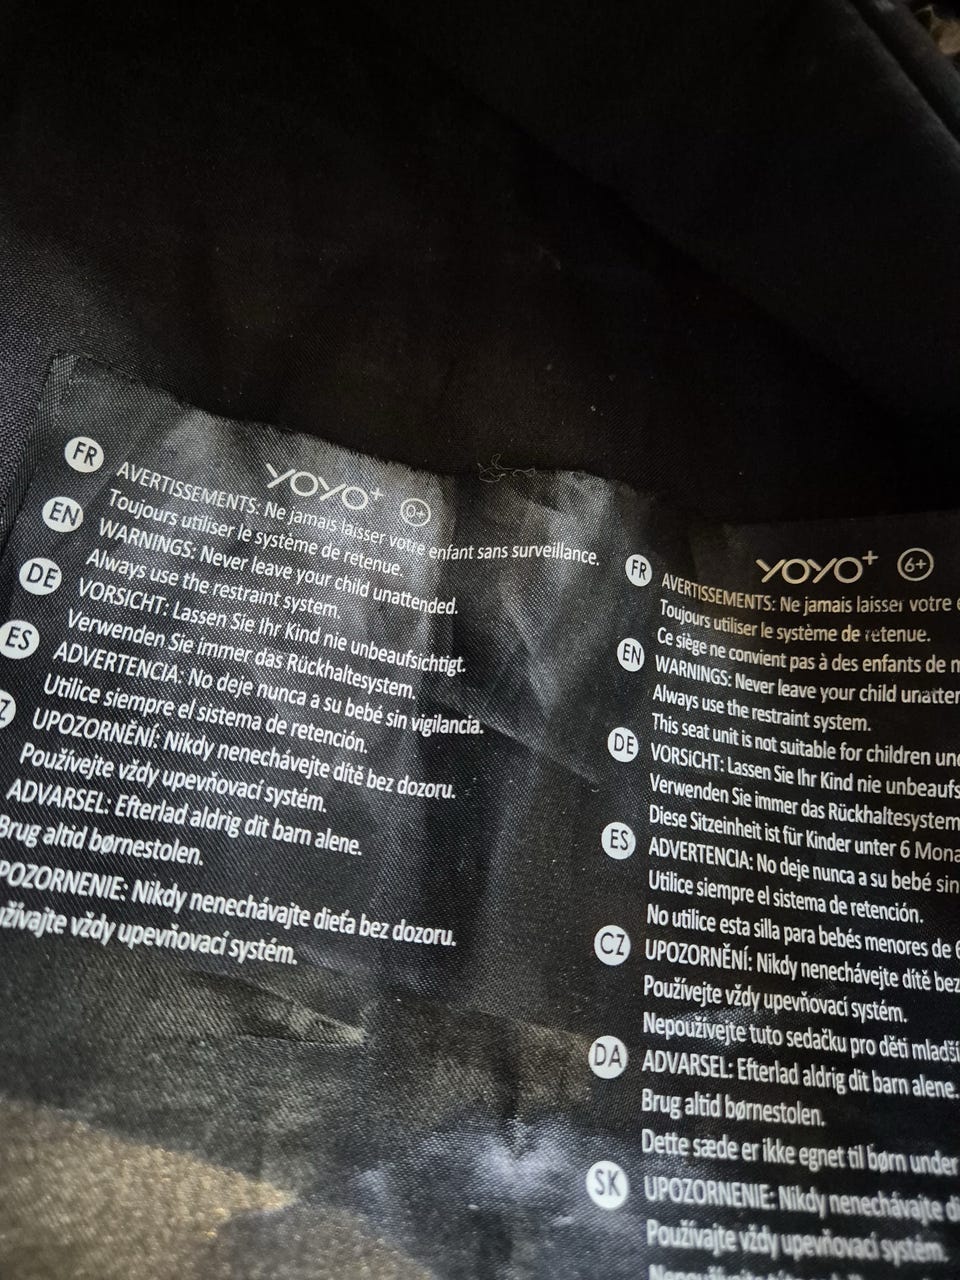 YOYO+ 0+
FR AVERTISSEMENTS: Ne jamais laisser votre enfant sans surveillance.
Toujours utiliser le système de retenue.
EN WARNINGS: Never leave your child unattended.
Always use the restraint system.
DE VORSICHT: Lassen Sie Ihr Kind nie unbeaufsichtigt.
Verwenden Sie immer das Rückhaltesystem.
ES ADVERTENCIA: No deje nunca a su bebé sin vigilancia.
Utilice siempre el sistema de retención.
Z UPOZORNĚNÍ: Nikdy nenechávejte dítě bez dozoru.
Používejte vždy upevňovací systém.
ADVARSEL: Efterlad aldrig dit barn alene.
Brug altid børnestolen.
POZORNENIE: Nikdy nenechávajte dieťa bez dozoru.
užívajte vždy upevňovací systém.
YOYO+ 6+
FR AVERTISSEMENTS: Ne jamais laisser votre
Toujours utiliser le système de retenue.
Ce siège ne convient pas à des enfants de m
EN WARNINGS: Never leave your child unatten
Always use the restraint system.
This seat unit is not suitable for children und
DE VORSiCHT: Lassen Sie Ihr Kind nie unbeaufs
Verwenden Sie immer das Rückhaltesystem
Diese Sitzeinheit ist für Kinder unter 6 Mona
ES ADVERTENCIA: No deje nunca a su bebé sin
Utilice siempre el sistema de retención.
No utilice esta silla para bebés menores de 6
CZ UPOZORNĚNÍ: Nikdy nenechávejte dítě bez
Používejte vždy upevňovací systém.
Nepoužívejte tuto sedačku pro děti mladší
DA ADVARSEL: Efterlad aldrig dit barn alene.
Brug altid børnestolen.
Dette sæde er ikke egnet til børn under
SK UPOZORNENIE: Nikdy nenechávajte d
Používajte vždy upevňovací systém.